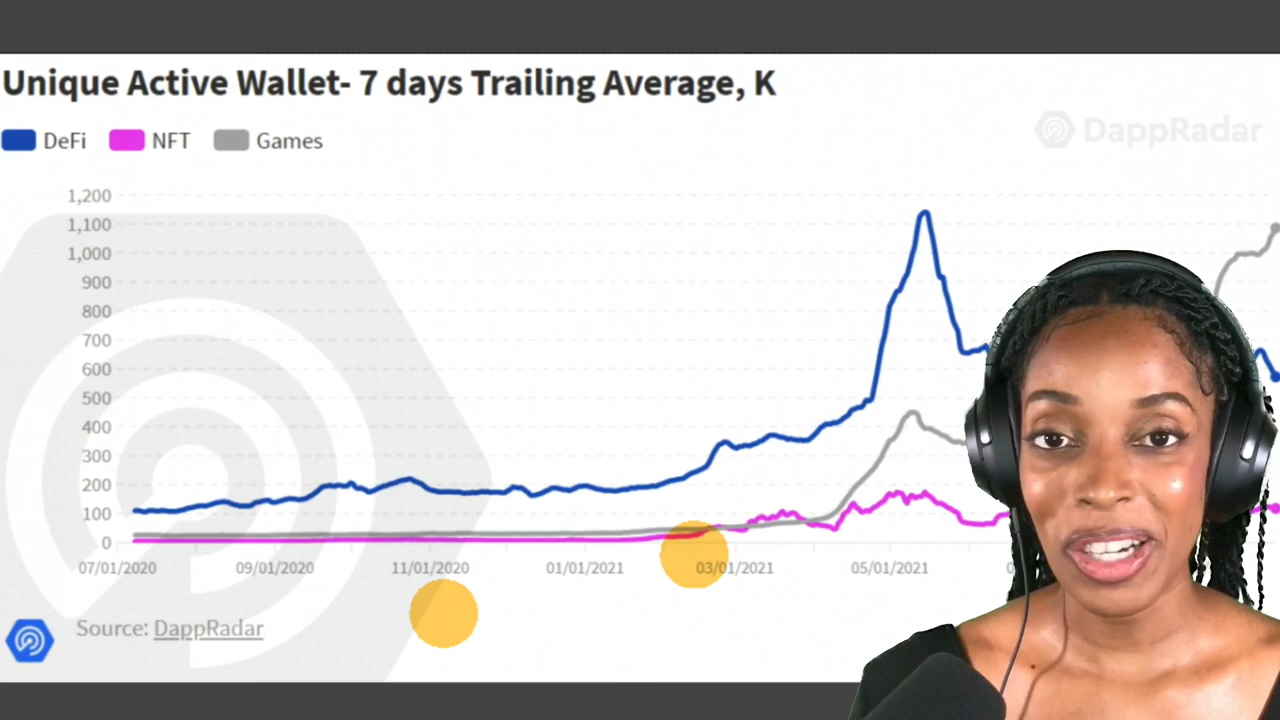 Unique Active Wallet- 7 days Trailing Average, K
DeFi NFT Games
DappRadar
1,200
1,100
1,000
900
800
700
600
500
400
300
200
100
0
07/01/2020 09/01/2020 11/01/2020 01/01/2021 03/01/2021 05/01/2021
Source: DappRadar